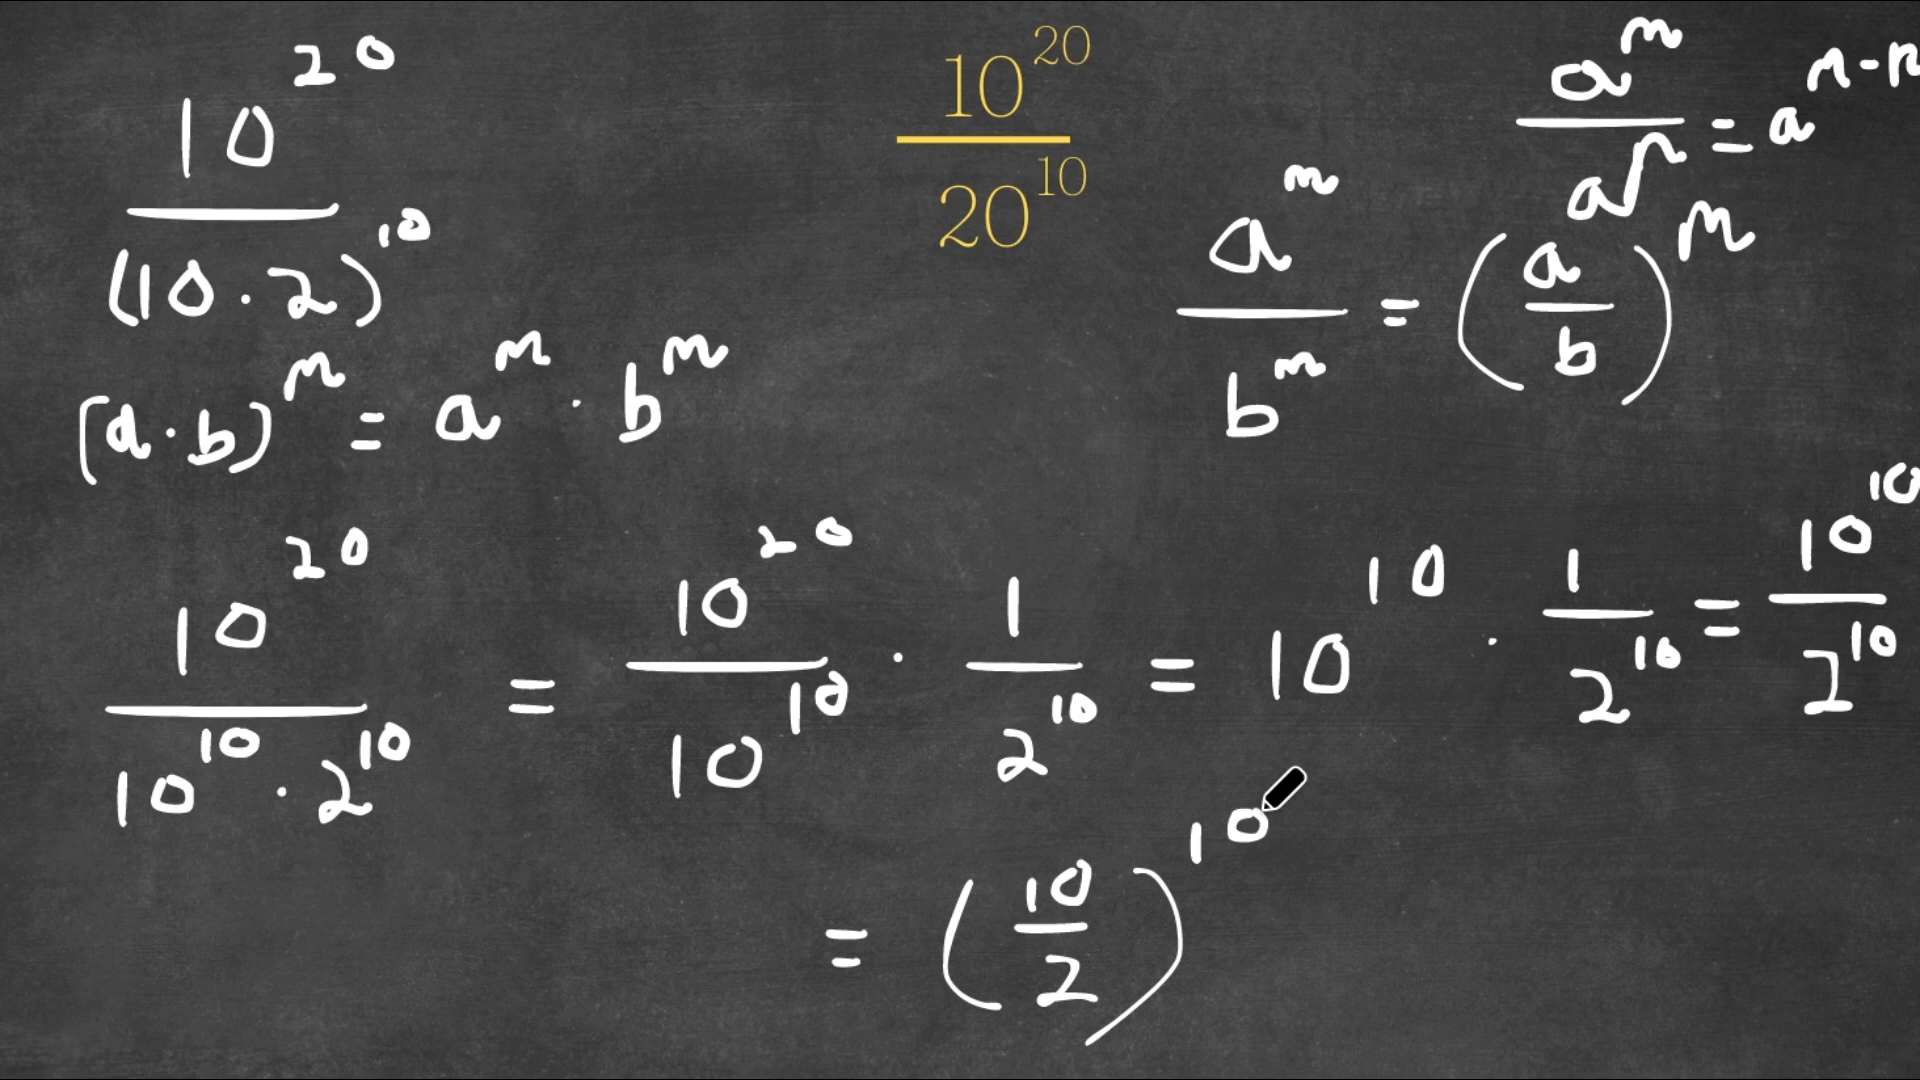 10^20 / 20^10
10^20 / (10 · 2)^10
(a · b)^m = a^m · b^m
a^m / a^n = a^m-n
a^m / b^m = (a / b)^m
10^20 / 10^10 · 2^10 = 10^20 / 10^10 · 1 / 2^10 = 10^10 · 1 / 2^10 = 10^10 / 2^10
= (10 / 2)^10